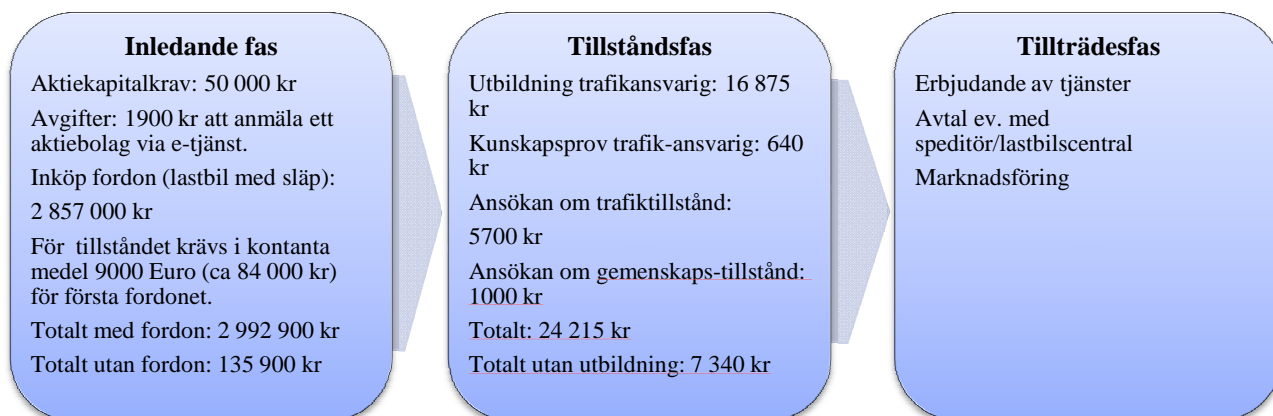 Inledande fas
Aktiekapitalkrav: 50 000 kr
Avgifter: 1900 kr att anmäla ett
aktiebolag via e-tjänst.
Inköp fordon (lastbil med släp):
2 857 000 kr
För tillståndet krävs i kontanta
medel 9000 Euro (ca 84 000 kr)
för första fordonet.
Totalt med fordon: 2 992 900 kr
Totalt utan fordon: 135 900 kr
Tillståndsfas
Utbildning trafikansvarig: 16 875
kr
Kunskapsprov trafik-ansvarig: 640
kr
Ansökan om trafiktillstånd:
5700 kr
Ansökan om gemenskaps-tillstånd:
1000 kr
Totalt: 24 215 kr
Totalt utan utbildning: 7 340 kr
Tillträdesfas
Erbjudande av tjänster
Avtal ev. med
speditör/lastbilscentral
Marknadsföring